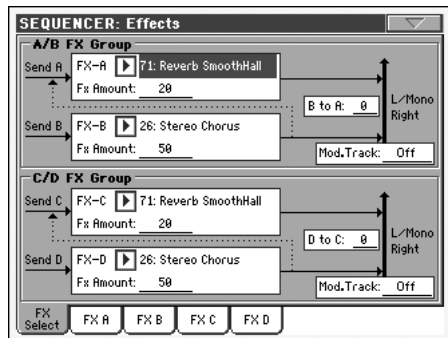 SEQUENCER: Effects
A/B FX Group
Send A
FX-A 71: Reverb SmoothHall
Fx Amount: 20
B to A: 0
L/Mono
Right
Send B
FX-B 26: Stereo Chorus
Fx Amount: 50
Mod.Track: Off
C/D FX Group
Send C
FX-C 71: Reverb SmoothHall
Fx Amount: 20
D to C: 0
L/Mono
Right
Send D
FX-D 26: Stereo Chorus
Fx Amount: 50
Mod.Track: Off
FX
Select
FX A
FX B
FX C
FX D